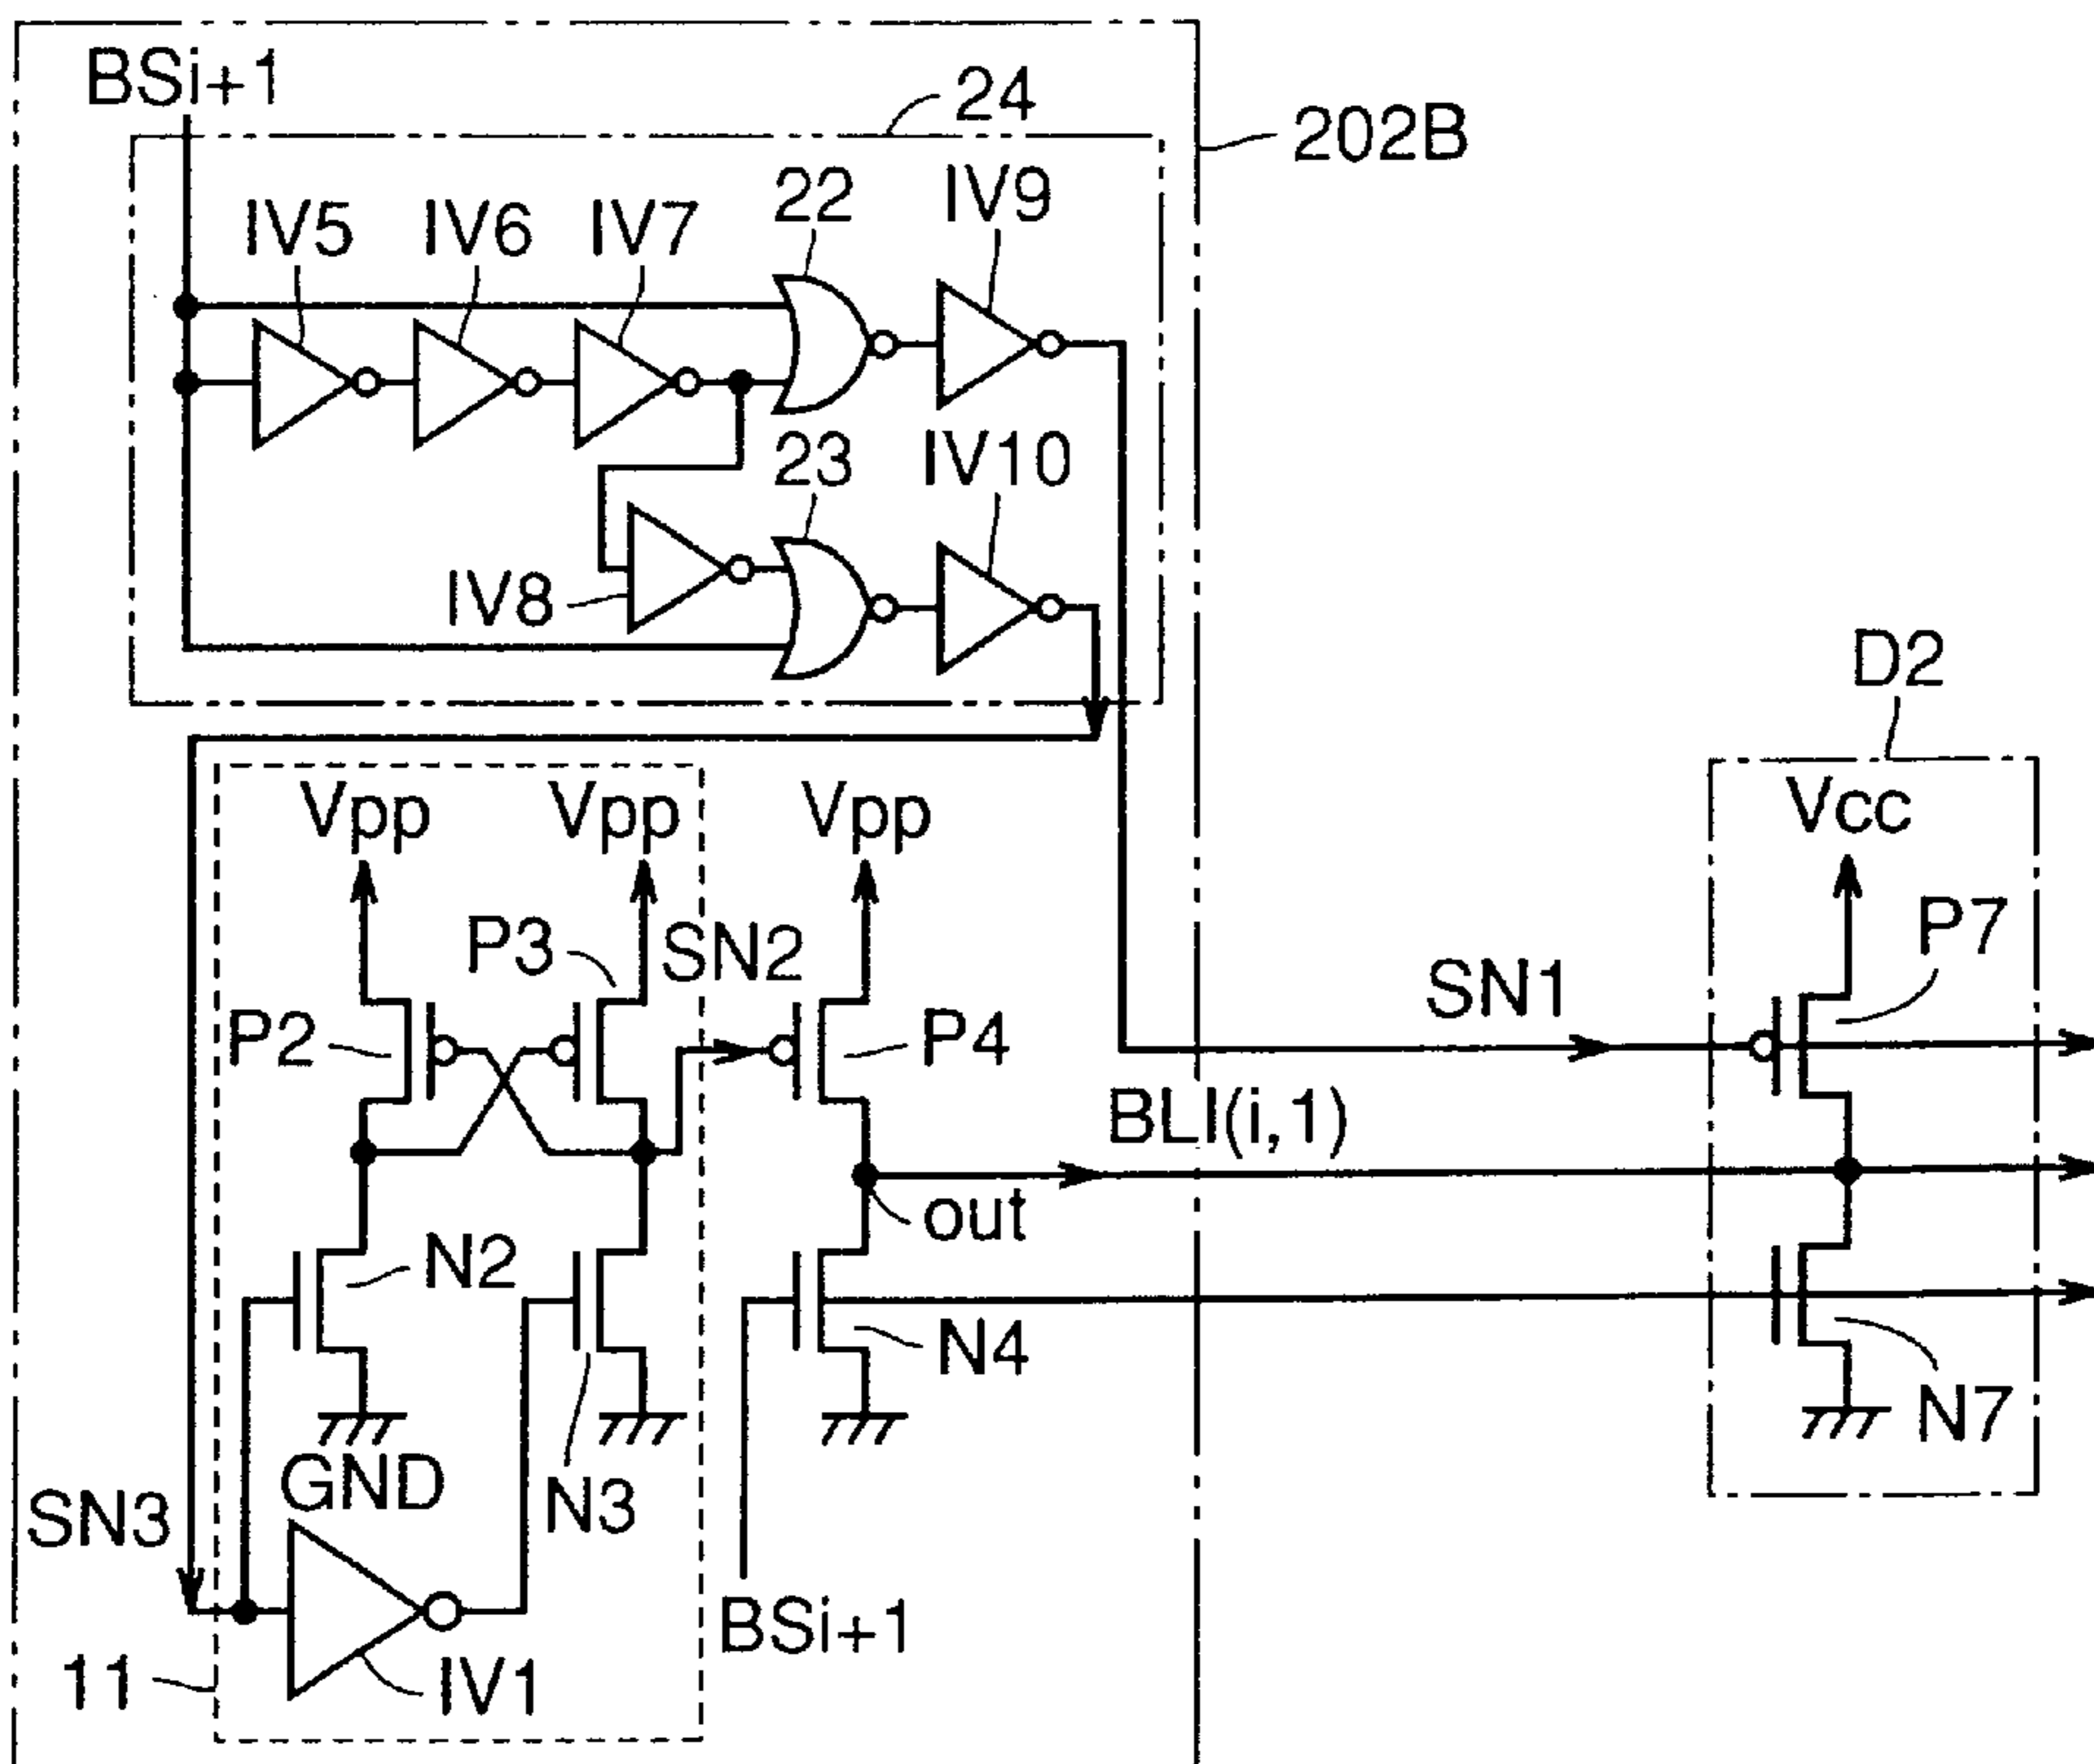 BSi+1
24
202B
22
IV9
IV5
IV6
IV7
23
IV10
IV8
D2
Vpp
Vpp
Vpp
Vcc
P3
SN2
P7
P2
P4
SN1
BLI(i,1)
out
N2
N4
N7
GND
N3
SN3
BSi+1
11
IV1